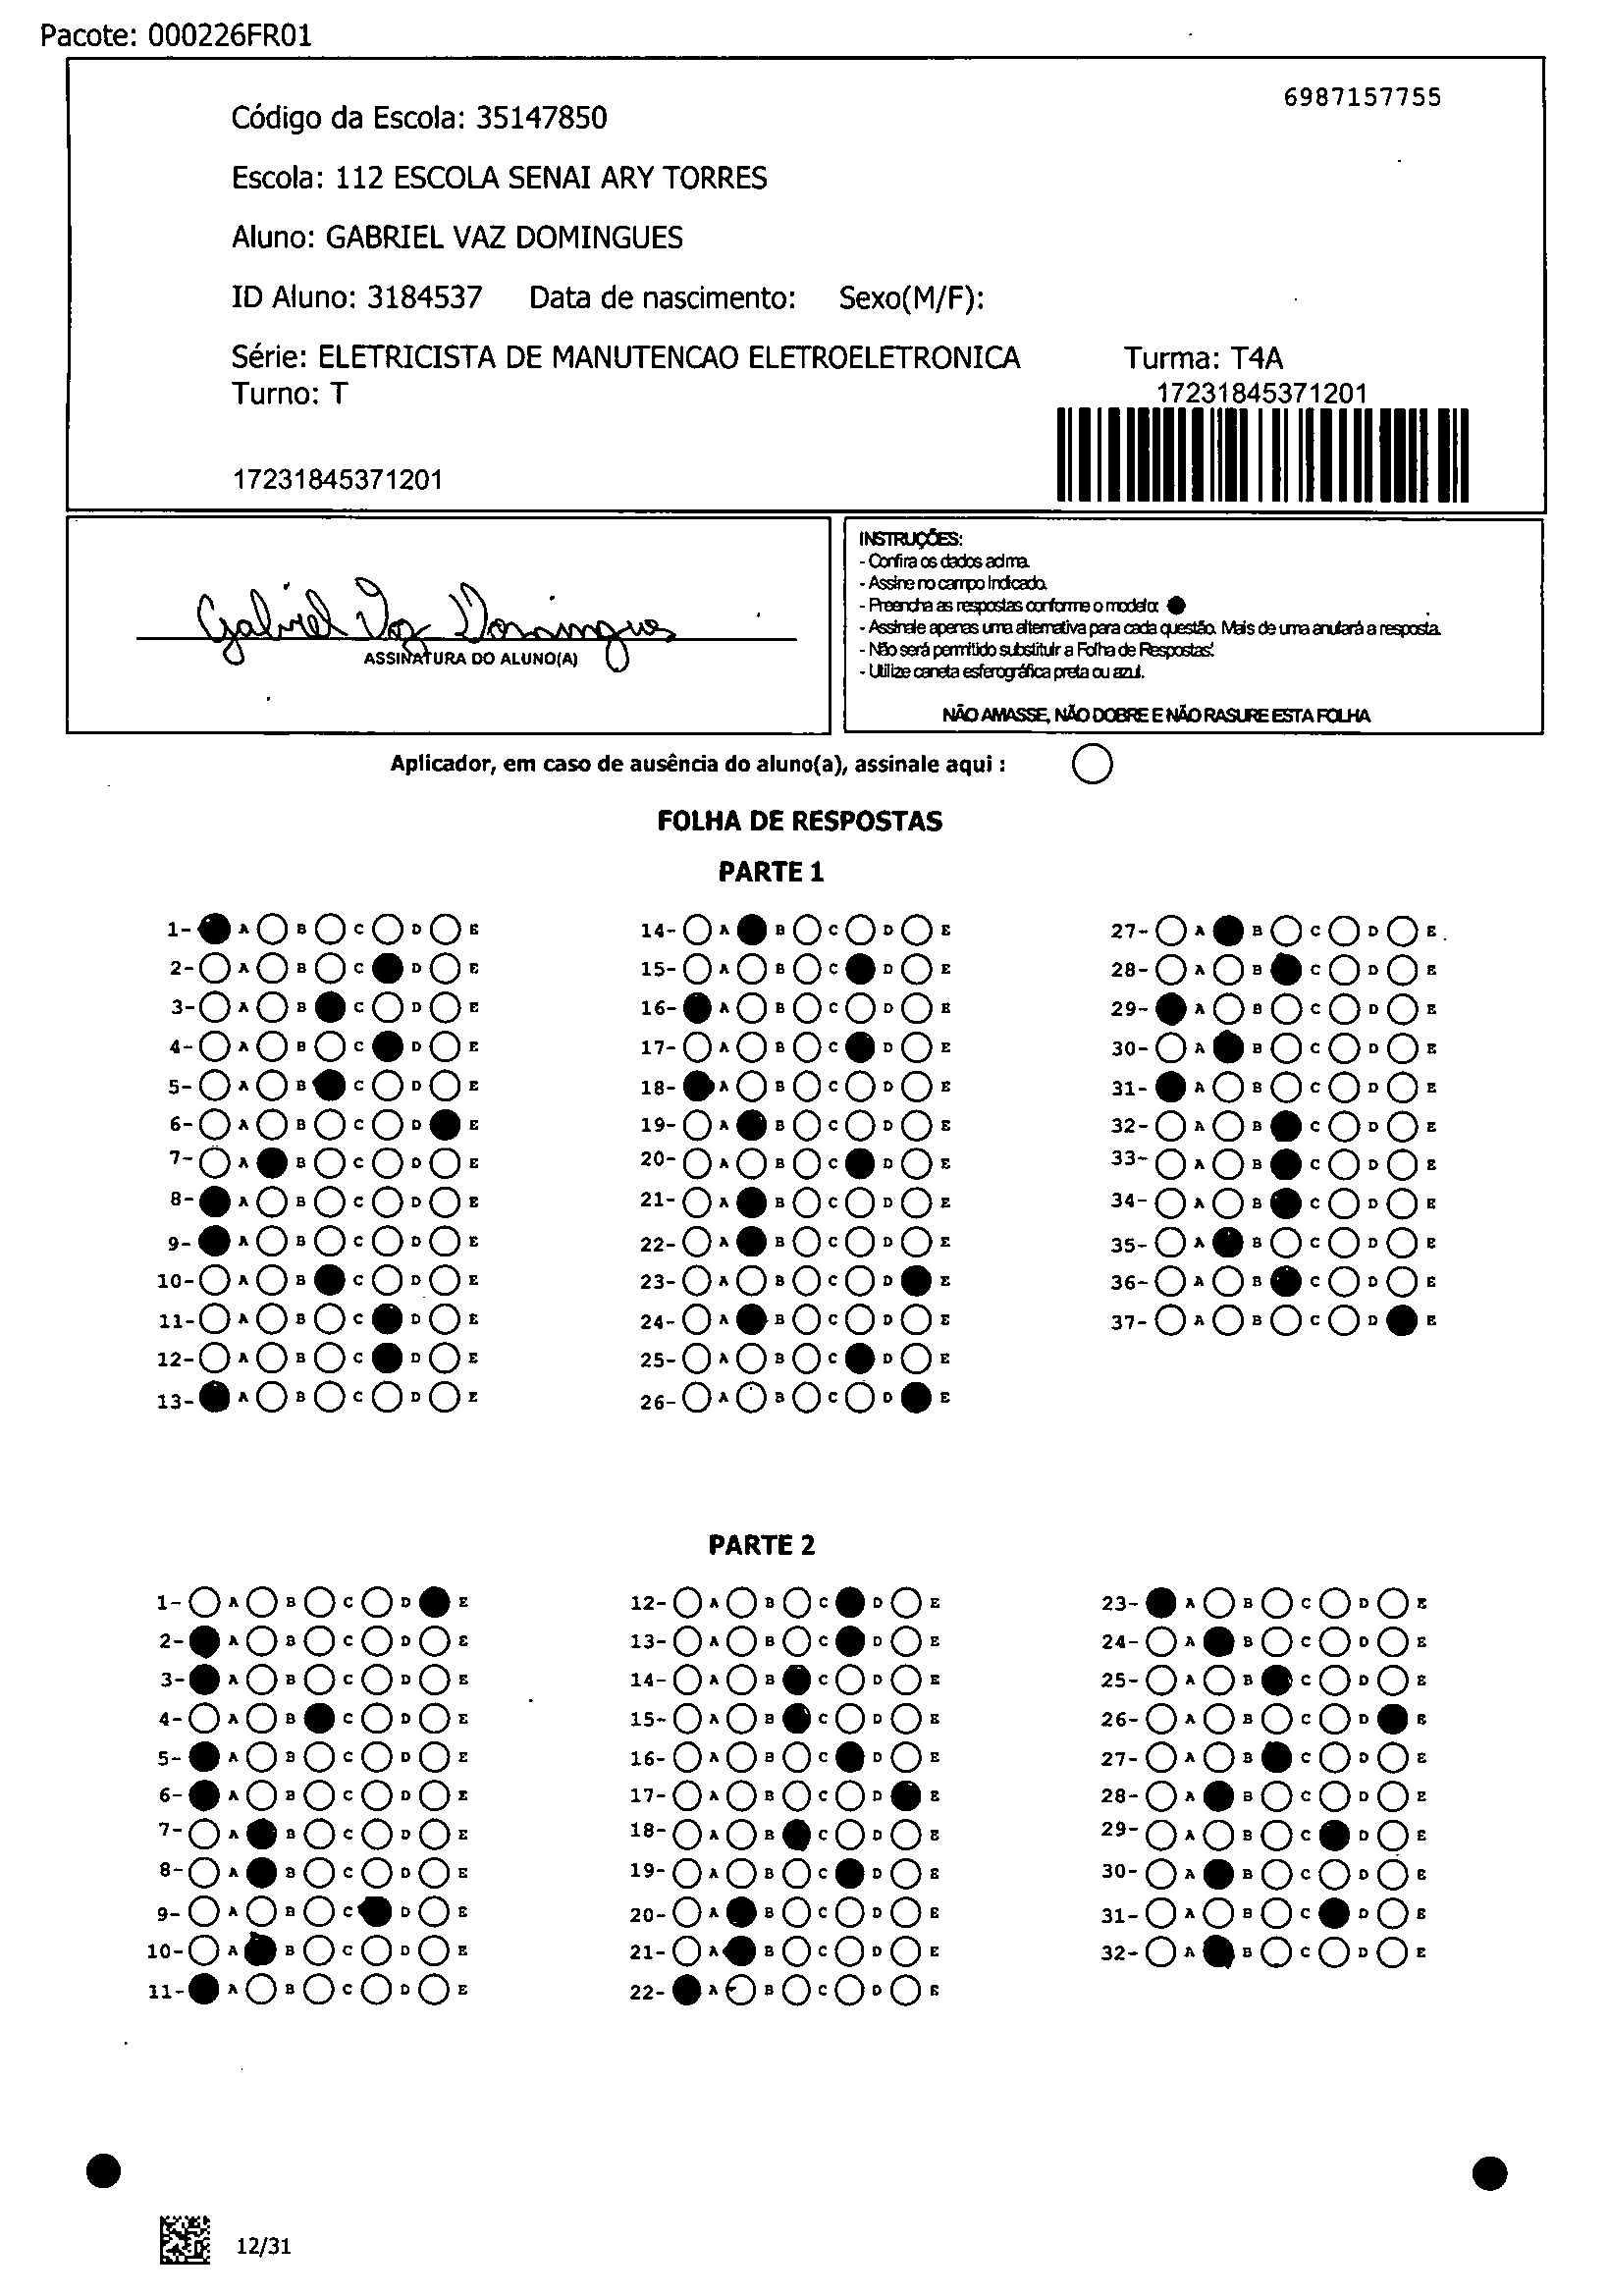 Pacote: 000226FR01
6987157755
Código da Escola: 35147850
Escola: 112 ESCOLA SENAI ARY TORRES
Aluno: GABRIEL VAZ DOMINGUES
ID Aluno: 3184537 Data de nascimento: Sexo(M/F):
Série: ELETRICISTA DE MANUTENCAO ELETROELETRONICA Turma: T4A
Turno: T 17231845371201
17231845371201
Gabriel Vaz Domingues
ASSINATURA DO ALUNO(A)
INSTRUÇÕES:
- Confira os dados acima.
- Assine no campo indicado.
- Preencha as respostas conforme o modelo:
- Assinale apenas uma alternativa para cada questão. Mais de uma anulará a resposta.
- Não será permitido substituir a Folha de Respostas.
- Utilize caneta esferográfica preta ou azul.
NÃO AMASSE, NÃO DOBRE E NÃO RASURE ESTA FOLHA
Aplicador, em caso de ausência do aluno(a), assinale aqui :
FOLHA DE RESPOSTAS
PARTE 1
1- A B C D E 14- A B C D E 27- A B C D E
2- A B C D E 15- A B C D E 28- A B C D E
3- A B C D E 16- A B C D E 29- A B C D E
4- A B C D E 17- A B C D E 30- A B C D E
5- A B C D E 18- A B C D E 31- A B C D E
6- A B C D E 19- A B C D E 32- A B C D E
7- A B C D E 20- A B C D E 33- A B C D E
8- A B C D E 21- A B C D E 34- A B C D E
9- A B C D E 22- A B C D E 35- A B C D E
10- A B C D E 23- A B C D E 36- A B C D E
11- A B C D E 24- A B C D E 37- A B C D E
12- A B C D E 25- A B C D E
13- A B C D E 26- A B C D E
PARTE 2
1- A B C D E 12- A B C D E 23- A B C D E
2- A B C D E 13- A B C D E 24- A B C D E
3- A B C D E 14- A B C D E 25- A B C D E
4- A B C D E 15- A B C D E 26- A B C D E
5- A B C D E 16- A B C D E 27- A B C D E
6- A B C D E 17- A B C D E 28- A B C D E
7- A B C D E 18- A B C D E 29- A B C D E
8- A B C D E 19- A B C D E 30- A B C D E
9- A B C D E 20- A B C D E 31- A B C D E
10- A B C D E 21- A B C D E 32- A B C D E
11- A B C D E 22- A B C D E
12/31